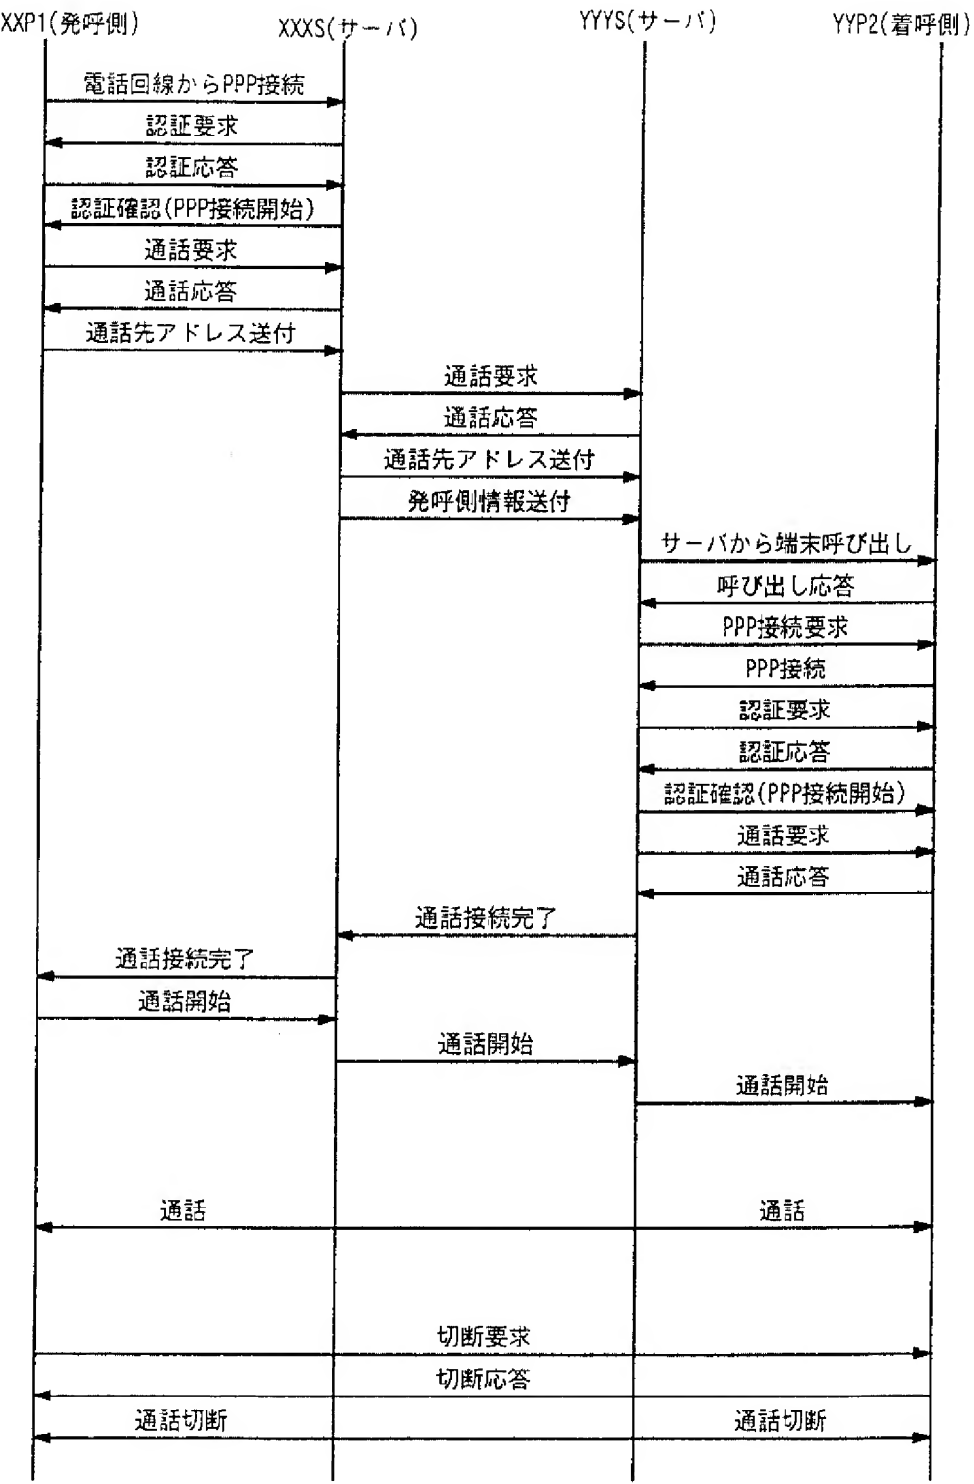 XXP1(発呼側) XXXS(サーバ) YYYS(サーバ) YYP2(着呼側)
電話回線からPPP接続
認証要求
認証応答
認証確認(PPP接続開始)
通話要求
通話応答
通話先アドレス送付
通話要求
通話応答
通話先アドレス送付
発呼側情報送付
サーバから端末呼び出し
呼び出し応答
PPP接続要求
PPP接続
認証要求
認証応答
認証確認(PPP接続開始)
通話要求
通話応答
通話接続完了
通話接続完了
通話開始
通話開始
通話開始
通話 通話
切断要求
切断応答
通話切断 通話切断